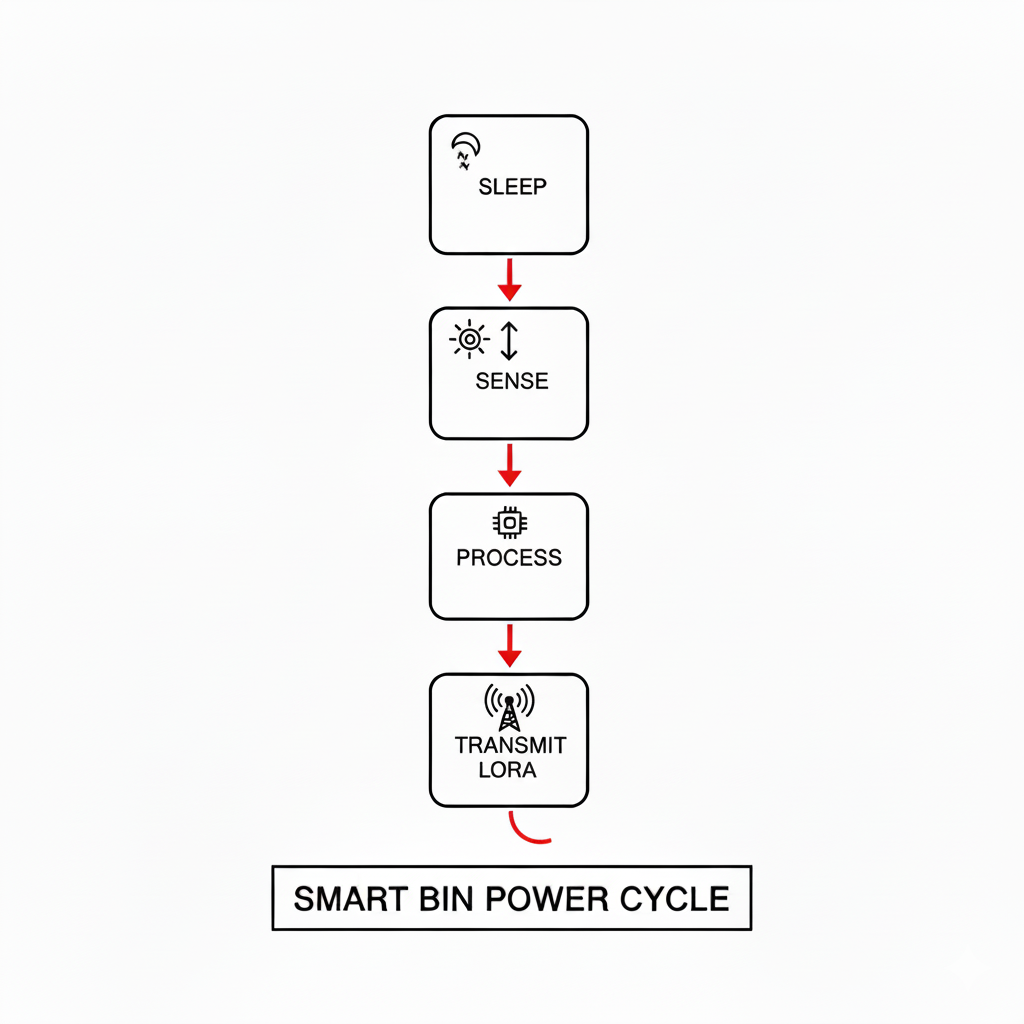 SLEEP
SENSE
PROCESS
TRANSMIT
LORA
SMART BIN POWER CYCLE